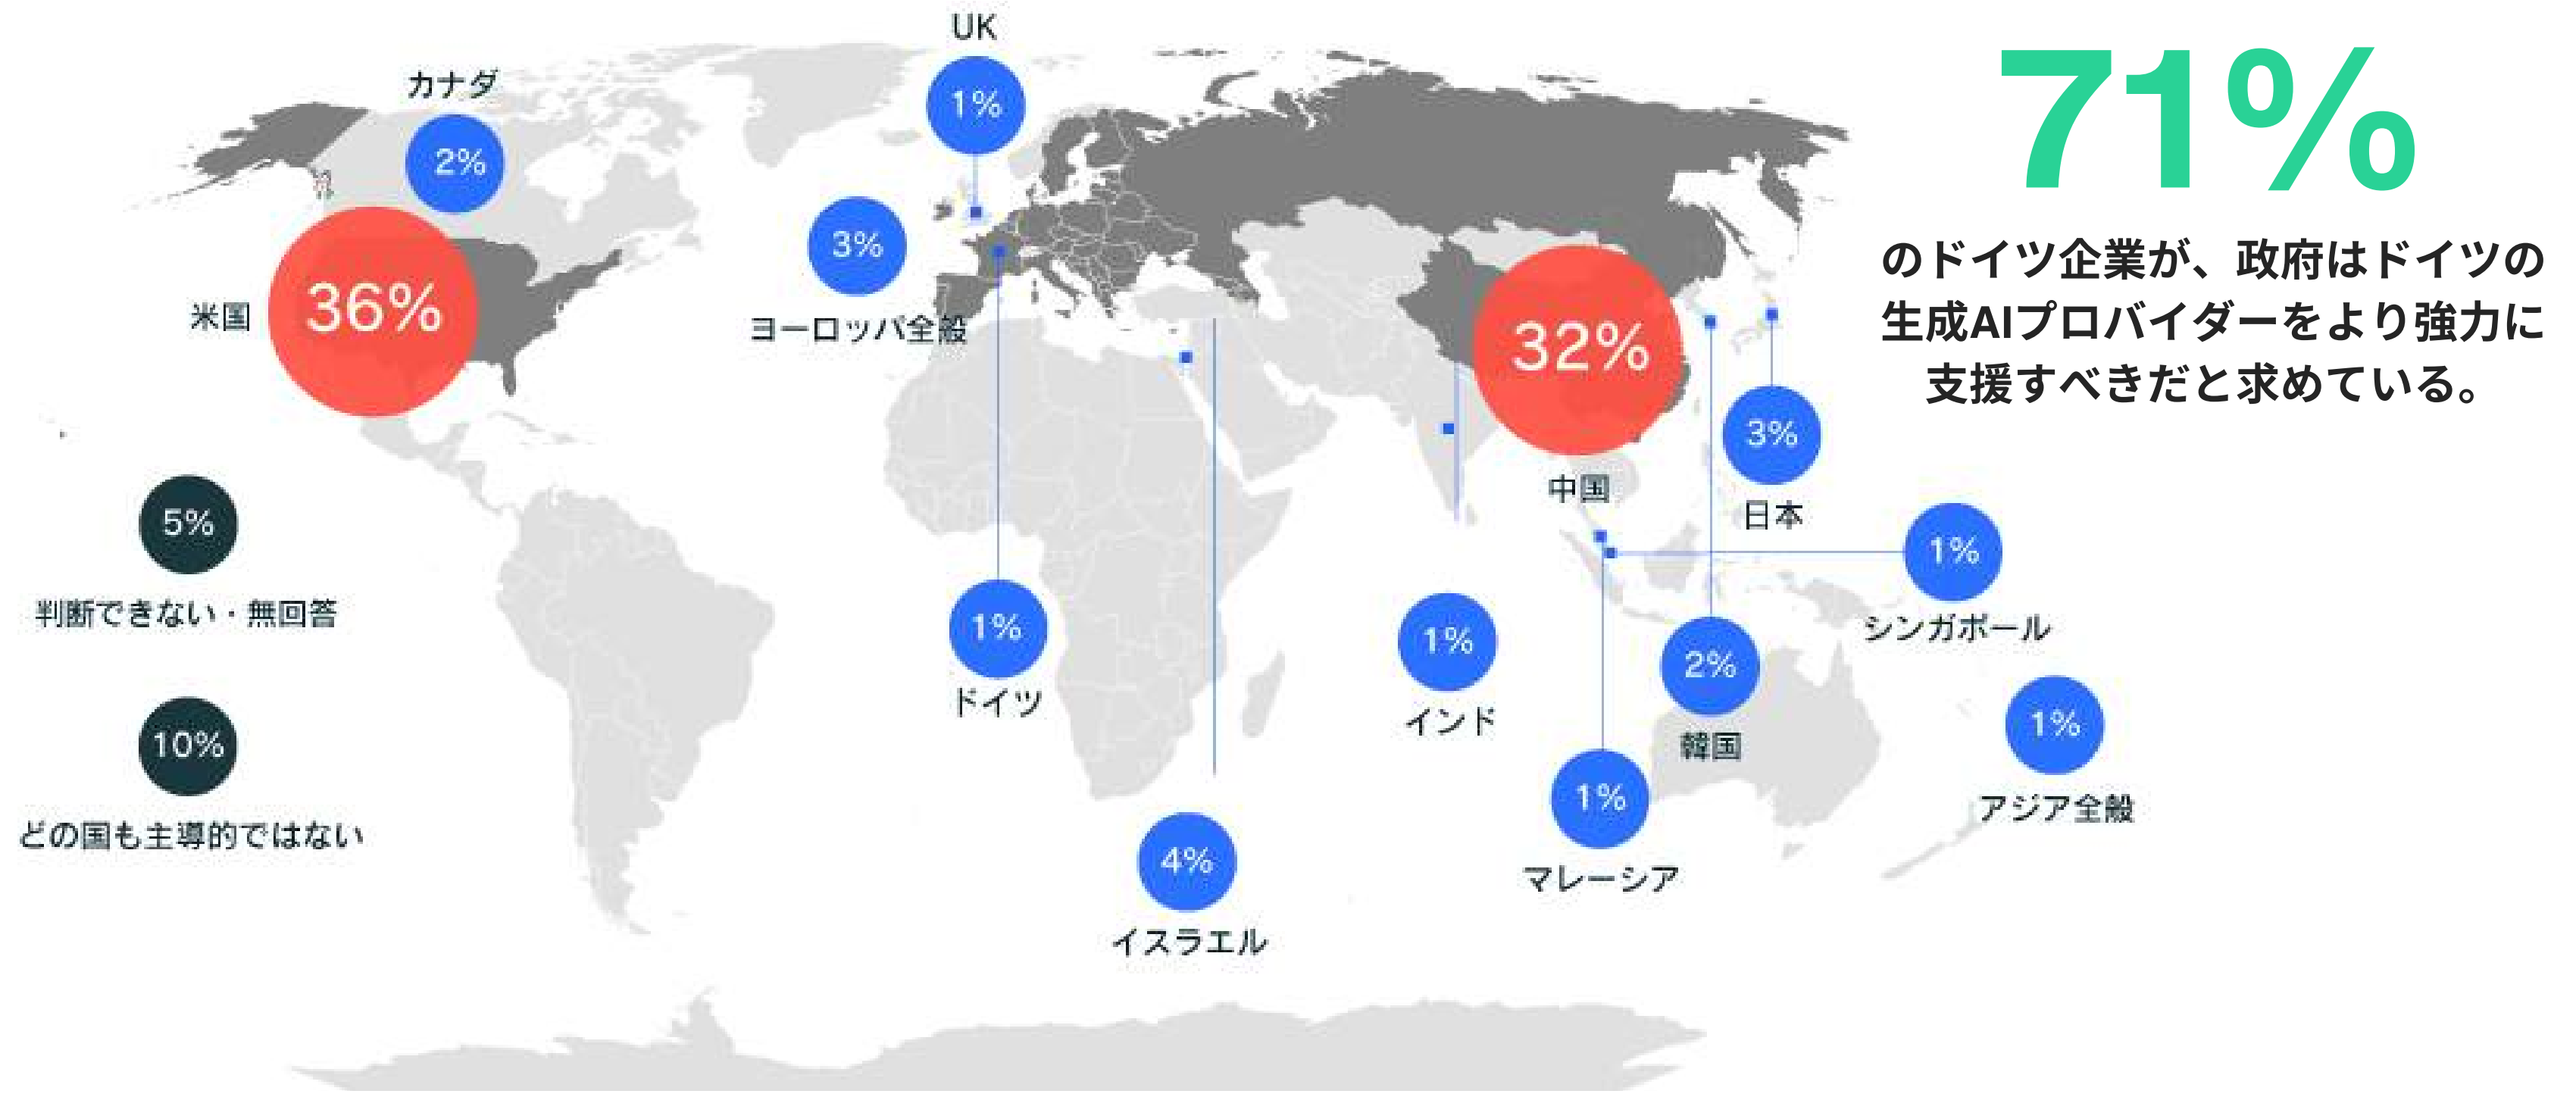 UK
1%
カナダ
2%
71%
のドイツ企業が、政府はドイツの
生成AIプロバイダーをより強力に
支援すべきだと求めている。
3%
ヨーロッパ全般
米国
36%
32%
中国
3%
日本
5%
判断できない・無回答
1%
シンガポール
1%
ドイツ
1%
インド
2%
韓国
1%
アジア全般
10%
どの国も主導的ではない
1%
マレーシア
4%
イスラエル